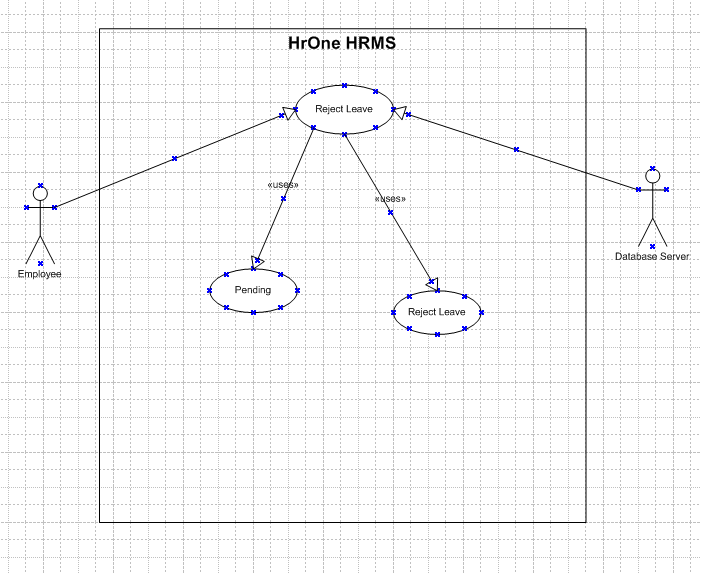 HrOne HRMS
Reject Leave
«uses»
«uses»
Employee
Database Server
Pending
Reject Leave